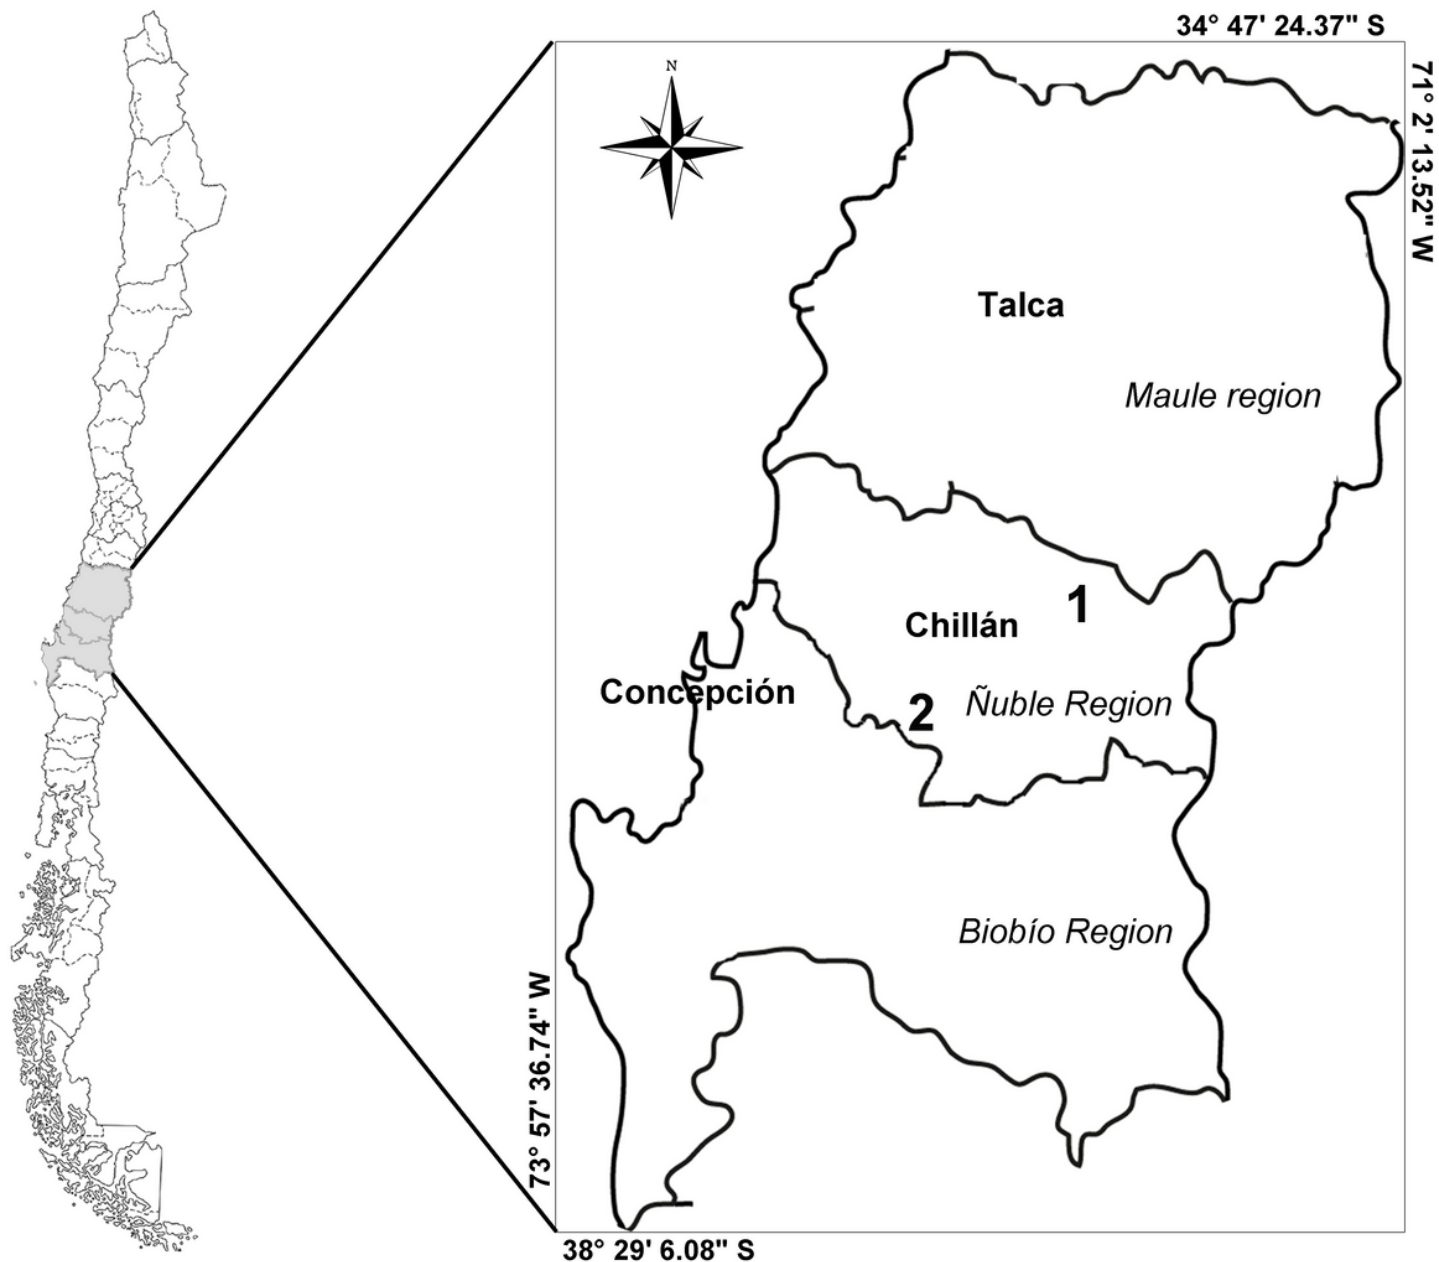 34° 47' 24.37" S
N
71° 2' 13.52" W
Talca
Maule region
1
Chillán
Concepción
2
Ñuble Region
Biobío Region
73° 57' 36.74" W
38° 29' 6.08" S